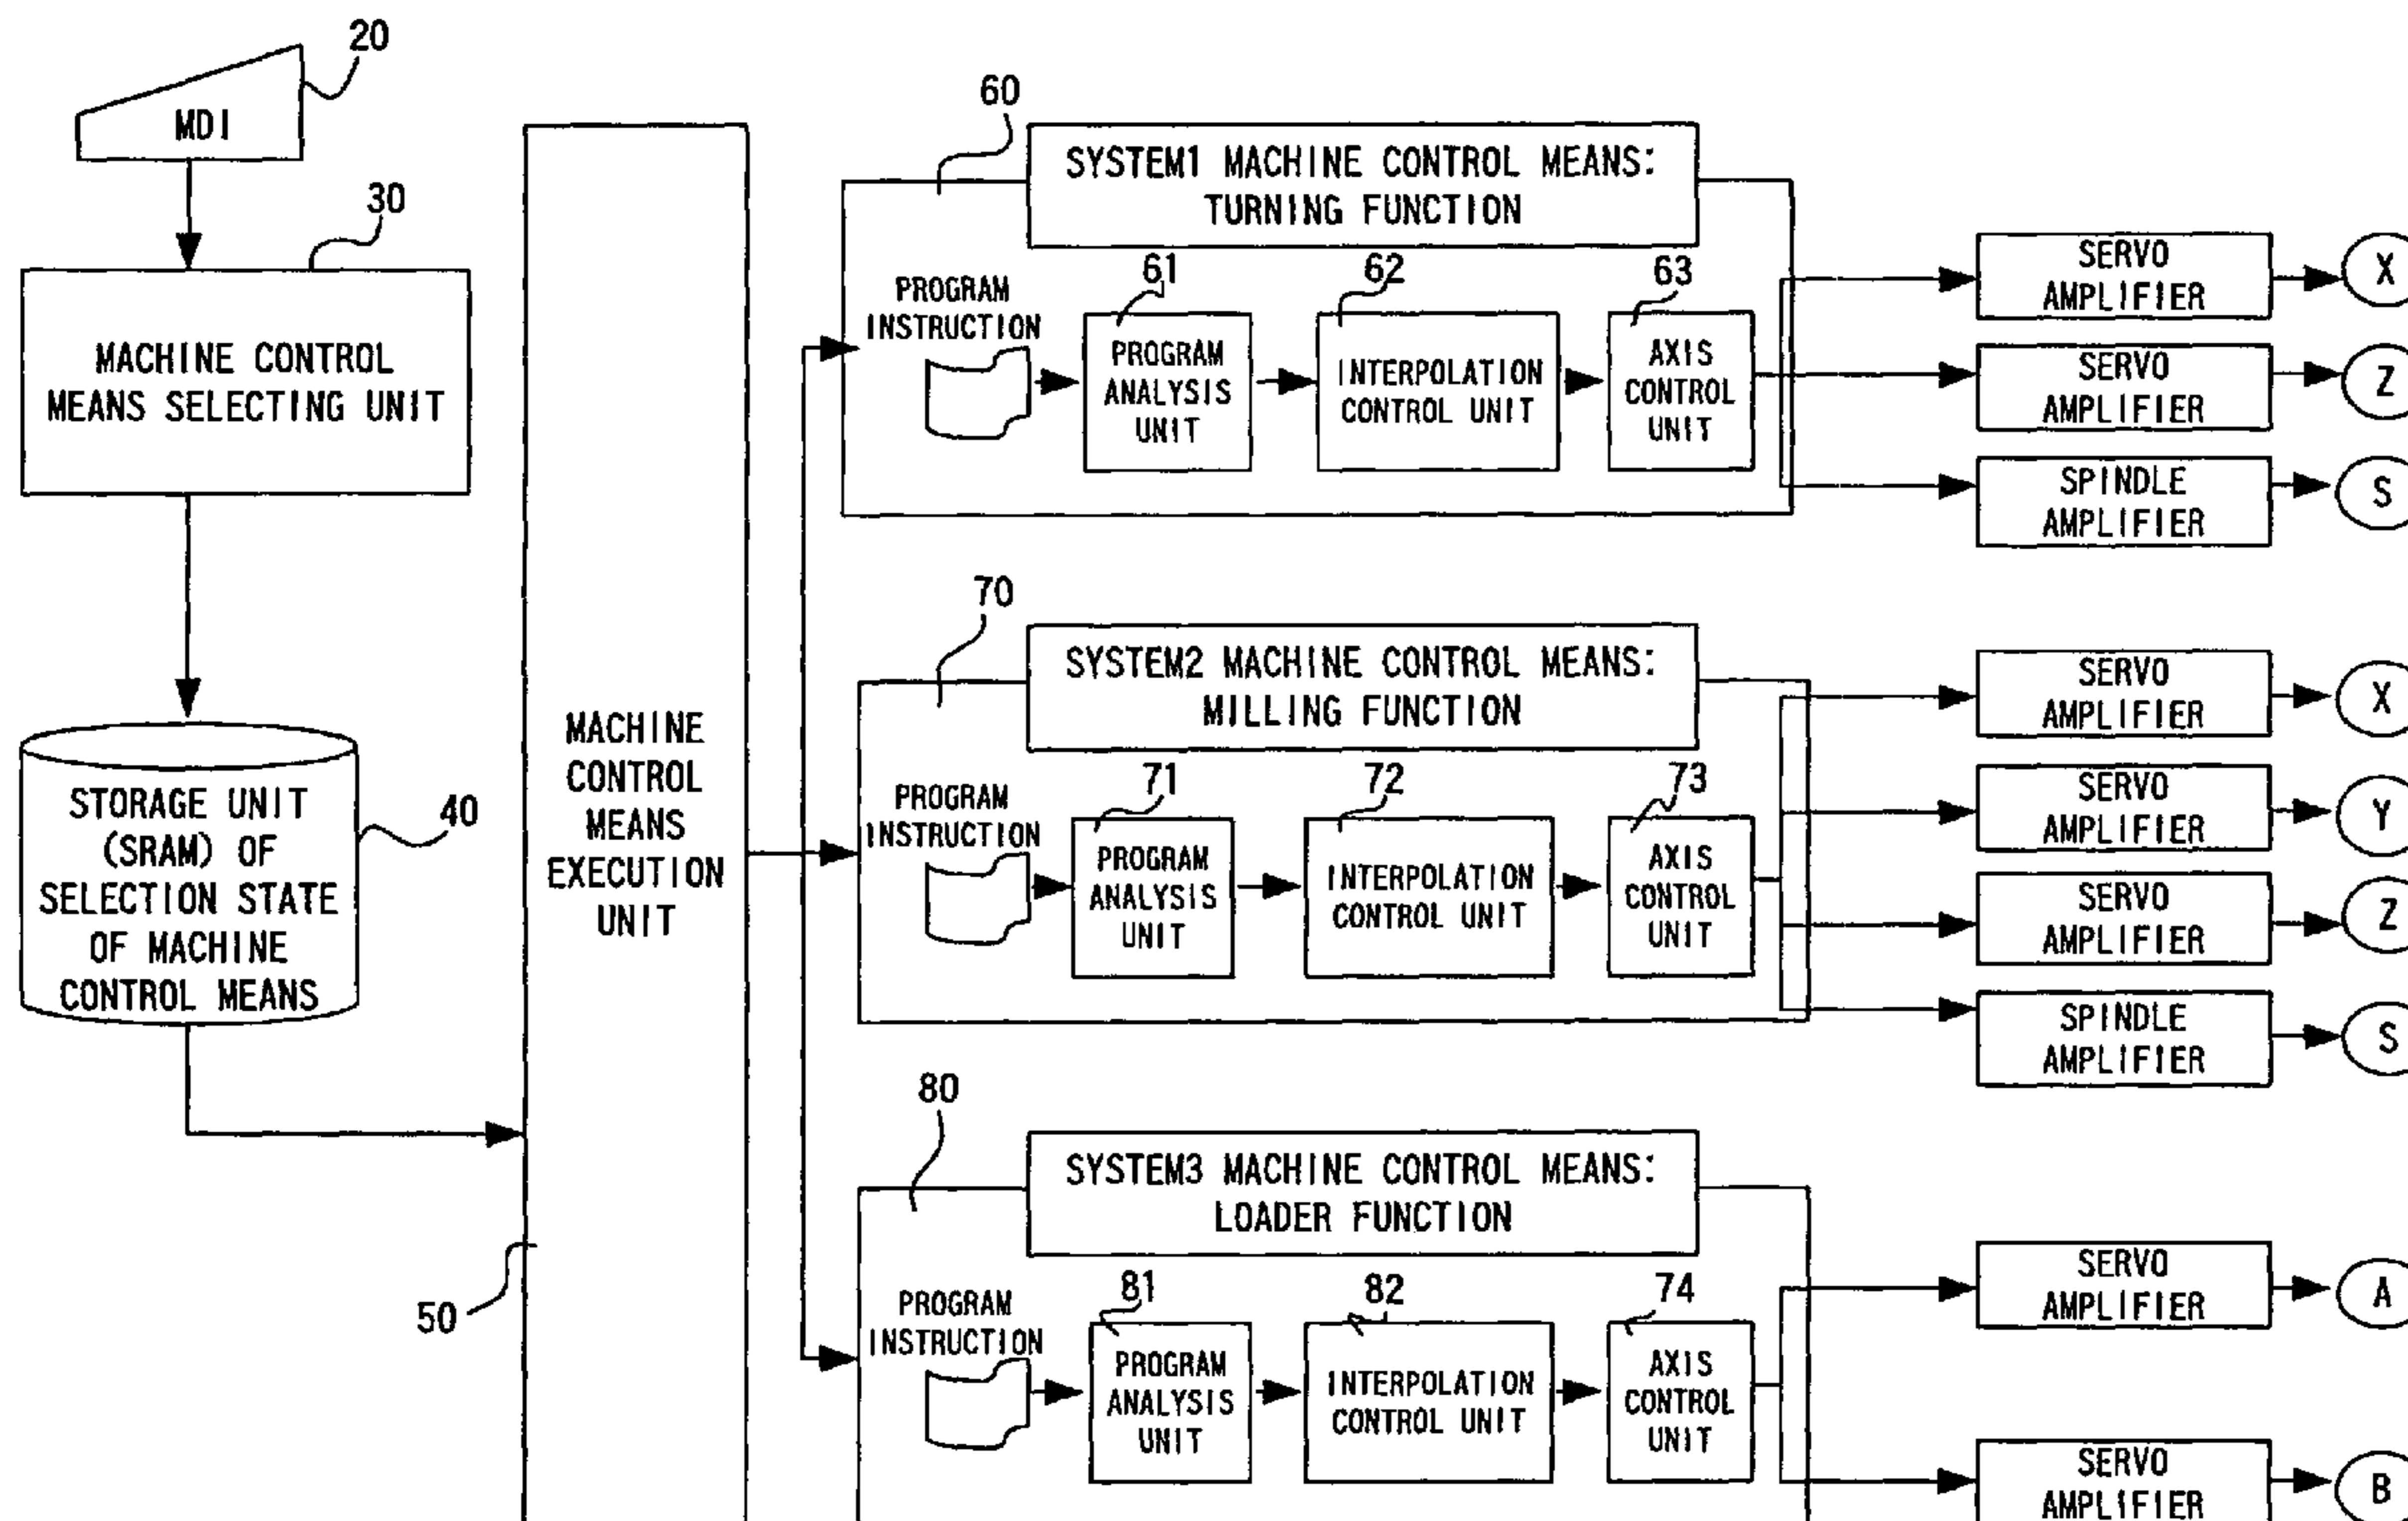 20
MDI
30
MACHINE CONTROL
MEANS SELECTING UNIT
STORAGE UNIT
(SRAM) OF
SELECTION STATE
OF MACHINE
CONTROL MEANS
40
MACHINE
CONTROL
MEANS
EXECUTION
UNIT
50
60
SYSTEM1 MACHINE CONTROL MEANS:
TURNING FUNCTION
PROGRAM
INSTRUCTION
61
PROGRAM
ANALYSIS
UNIT
62
INTERPOLATION
CONTROL UNIT
63
AXIS
CONTROL
UNIT
SERVO
AMPLIFIER
X
SERVO
AMPLIFIER
Z
SPINDLE
AMPLIFIER
S
70
SYSTEM2 MACHINE CONTROL MEANS:
MILLING FUNCTION
PROGRAM
INSTRUCTION
71
PROGRAM
ANALYSIS
UNIT
72
INTERPOLATION
CONTROL UNIT
73
AXIS
CONTROL
UNIT
SERVO
AMPLIFIER
X
SERVO
AMPLIFIER
Y
SERVO
AMPLIFIER
Z
SPINDLE
AMPLIFIER
S
80
SYSTEM3 MACHINE CONTROL MEANS:
LOADER FUNCTION
PROGRAM
INSTRUCTION
81
PROGRAM
ANALYSIS
UNIT
82
INTERPOLATION
CONTROL UNIT
74
AXIS
CONTROL
UNIT
SERVO
AMPLIFIER
A
SERVO
AMPLIFIER
B